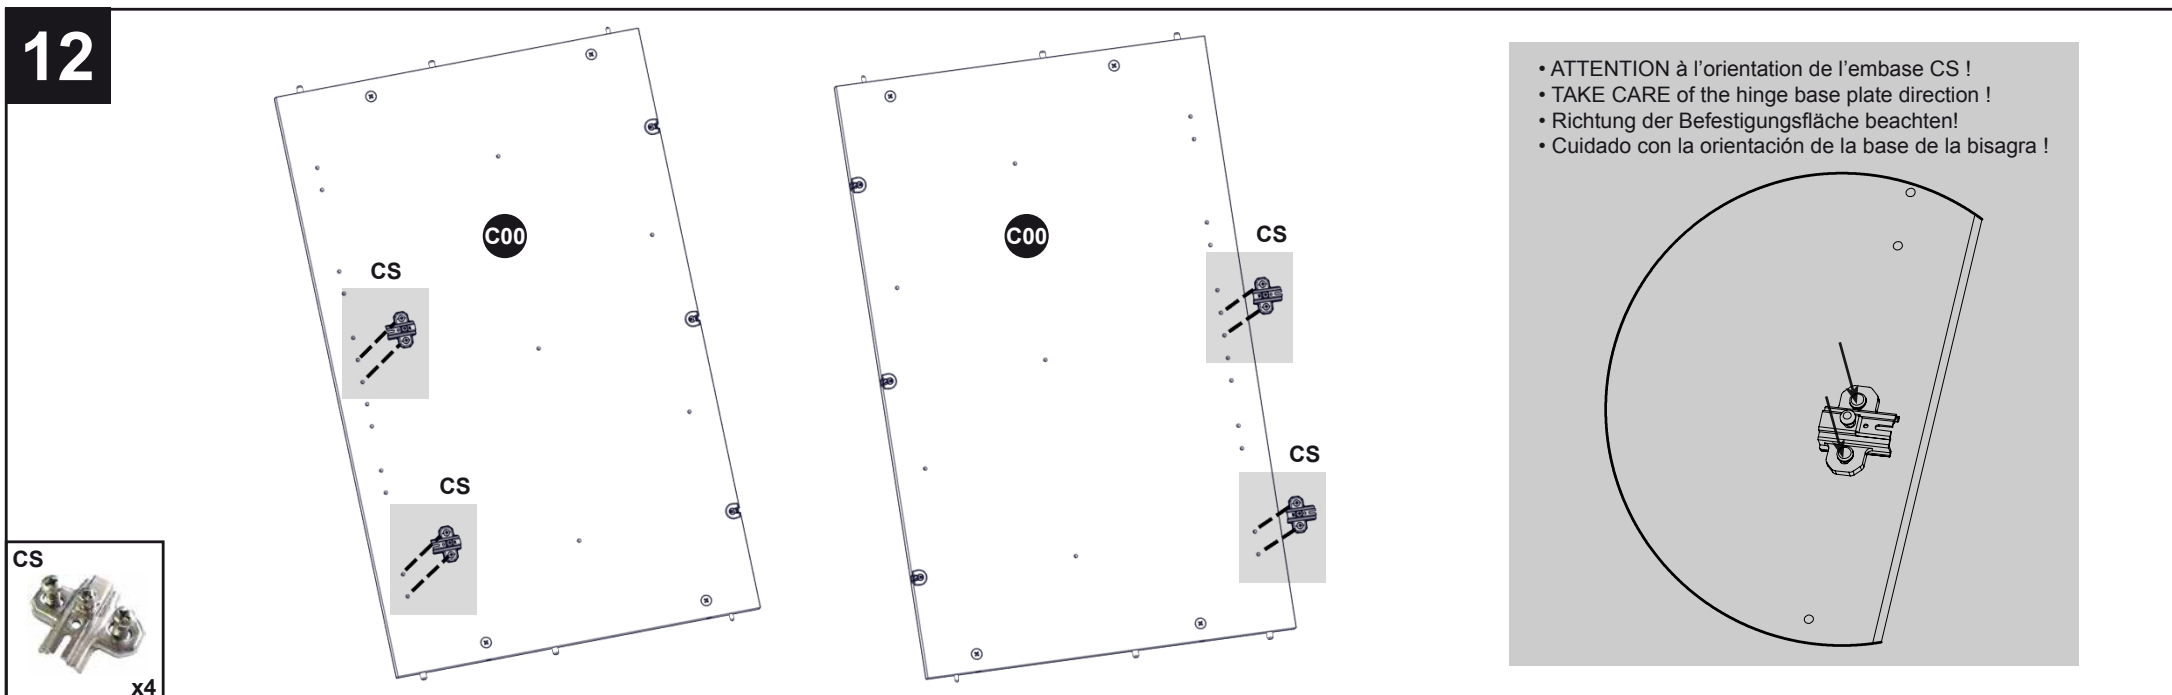 12
C00
CS
CS
C00
CS
CS
• ATTENTION à l’orientation de l’embase CS !
• TAKE CARE of the hinge base plate direction !
• Richtung der Befestigungsfläche beachten!
• Cuidado con la orientación de la base de la bisagra !
CS
x4